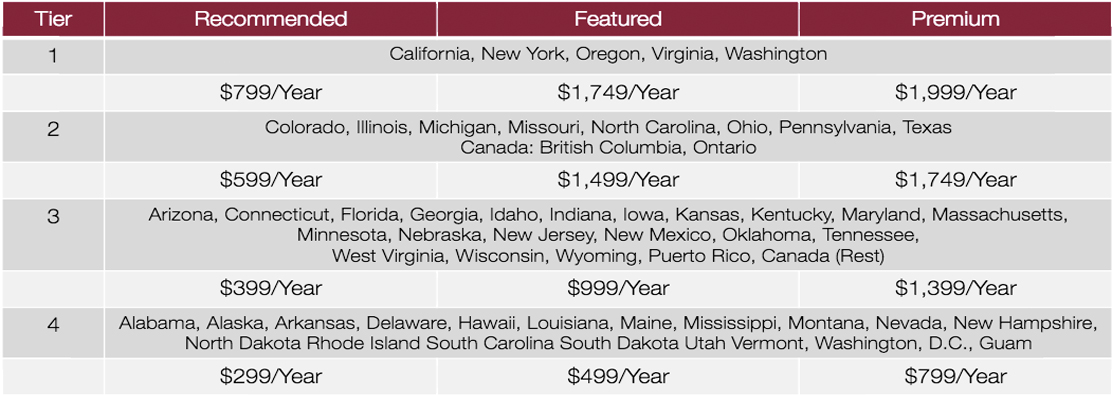 Tier Recommended Featured Premium
1 California, New York, Oregon, Virginia, Washington
$799/Year $1,749/Year $1,999/Year
2 Colorado, Illinois, Michigan, Missouri, North Carolina, Ohio, Pennsylvania, Texas
Canada: British Columbia, Ontario
$599/Year $1,499/Year $1,749/Year
3 Arizona, Connecticut, Florida, Georgia, Idaho, Indiana, Iowa, Kansas, Kentucky, Maryland, Massachusetts,
Minnesota, Nebraska, New Jersey, New Mexico, Oklahoma, Tennessee,
West Virginia, Wisconsin, Wyoming, Puerto Rico, Canada (Rest)
$399/Year $999/Year $1,399/Year
4 Alabama, Alaska, Arkansas, Delaware, Hawaii, Louisiana, Maine, Mississippi, Montana, Nevada, New Hampshire,
North Dakota Rhode Island South Carolina South Dakota Utah Vermont, Washington, D.C., Guam
$299/Year $499/Year $799/Year